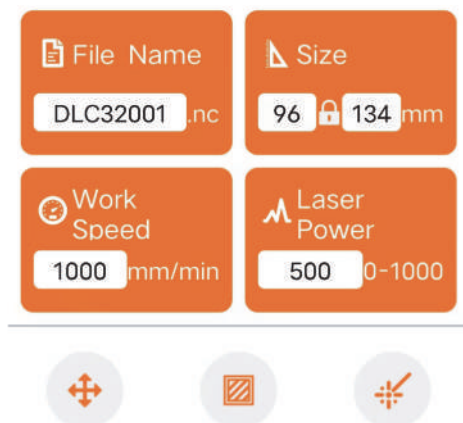 File Name
DLC32001 .nc
Size
96 134 mm
Work
Speed
1000 mm/min
Laser
Power
500 0-1000